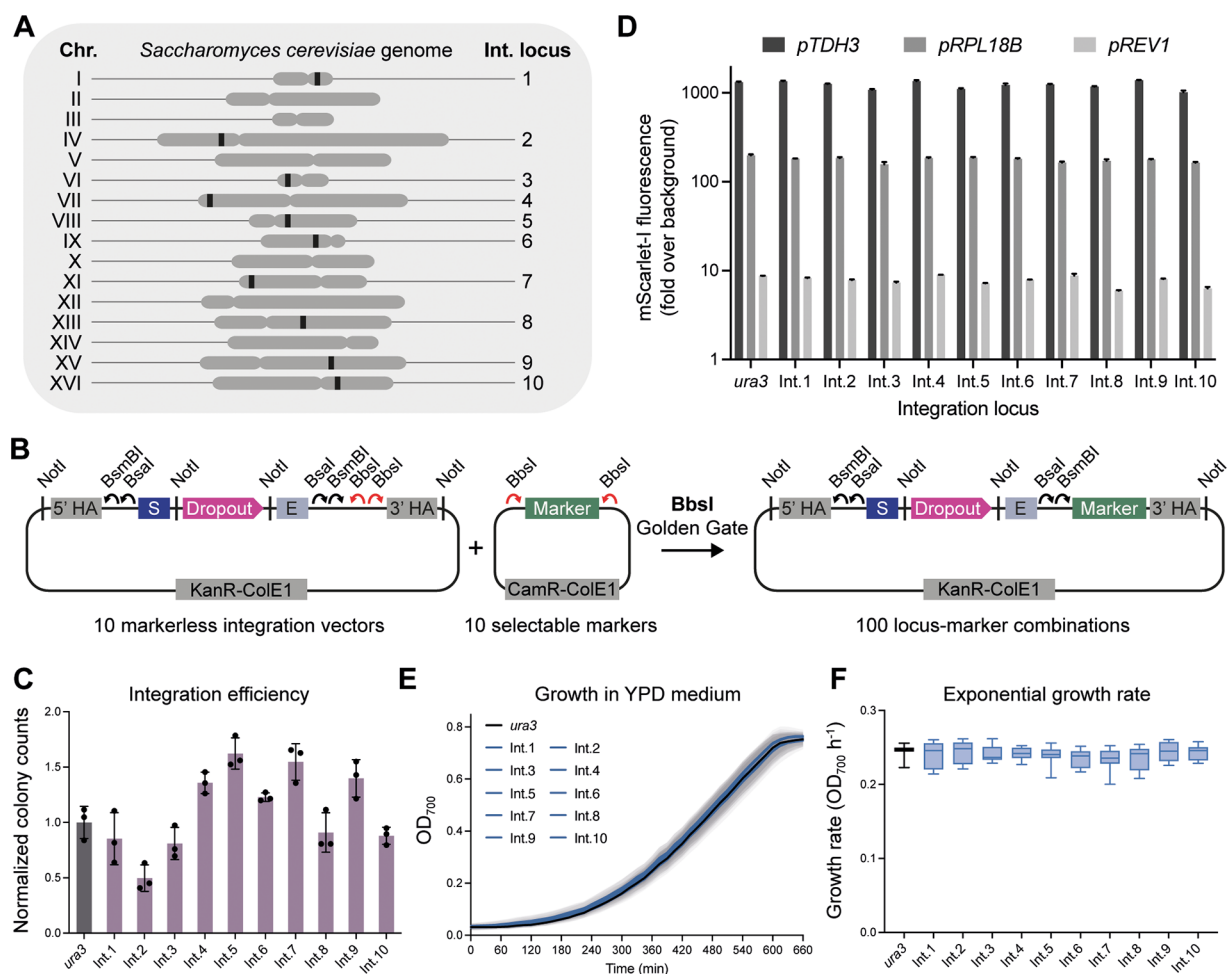 A
Chr.
Saccharomyces cerevisiae genome
Int. locus
I
1
II
III
IV
2
V
VI
3
VII
4
VIII
5
IX
6
X
XI
7
XII
XIII
8
XIV
XV
9
XVI
10
D
pTDH3
pRPL18B
pREV1
mScarlet-I fluorescence
(fold over background)
1000
100
10
1
ura3 Int.1 Int.2 Int.3 Int.4 Int.5 Int.6 Int.7 Int.8 Int.9 Int.10
Integration locus
B
NotI
BsmBI
BsaI
NotI
NotI
BsaI
BsmBI
BbsI
BbsI
5' HA
S
Dropout
E
3' HA
KanR-ColE1
10 markerless integration vectors
+
BbsI
BbsI
Marker
CamR-ColE1
10 selectable markers
BbsI
Golden Gate
NotI
BsmBI
BsaI
NotI
NotI
BsaI
BsmBI
NotI
5' HA
S
Dropout
E
Marker
3' HA
KanR-ColE1
100 locus-marker combinations
C
Integration efficiency
Normalized colony counts
2.0
1.5
1.0
0.5
0.0
ura3 Int.1 Int.2 Int.3 Int.4 Int.5 Int.6 Int.7 Int.8 Int.9 Int.10
E
Growth in YPD medium
OD700
0.8
0.6
0.4
0.2
0.0
ura3
Int.1 Int.2
Int.3 Int.4
Int.5 Int.6
Int.7 Int.8
Int.9 Int.10
0 60 120 180 240 300 360 420 480 540 600 660
Time (min)
F
Exponential growth rate
Growth rate (OD700 h-1)
0.3
0.2
0.1
0.0
ura3 Int.1 Int.2 Int.3 Int.4 Int.5 Int.6 Int.7 Int.8 Int.9 Int.10